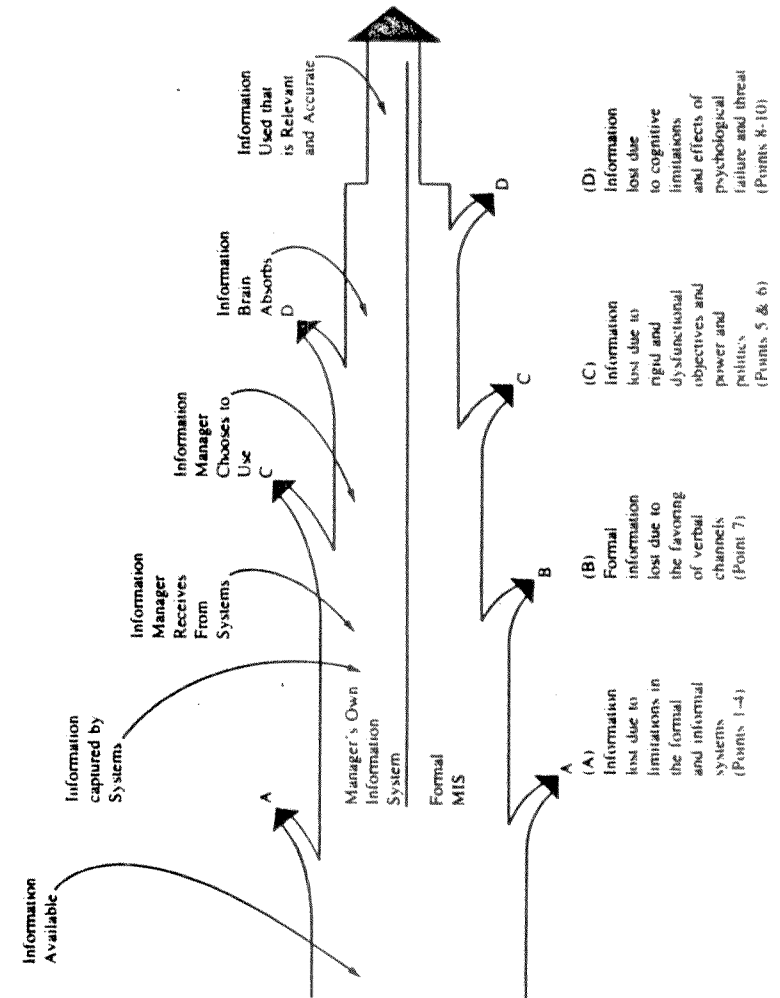 Information
Available
Information
captured by
Systems
Information
Manager
Receives
From
Systems
Information
Manager
Chooses to
Use
Information
Brain
Absorbs
Information
Used that
is Relevant
and Accurate
A
C
D
Manager's Own
Information
System
Formal
MIS
A
B
C
D
(A)
Information
lost due to
limitations in
the formal
and informal
systems
(Points 1-4)
(B)
Formal
information
lost due to
the favoring
of verbal
channels
(Point 7)
(C)
Information
lost due to
rigid and
dysfunctional
objectives and
power and
politics
(Points 5 & 6)
(D)
Information
lost due
to cognitive
limitations
and effects of
psychological
failure and threat
(Points 8-10)